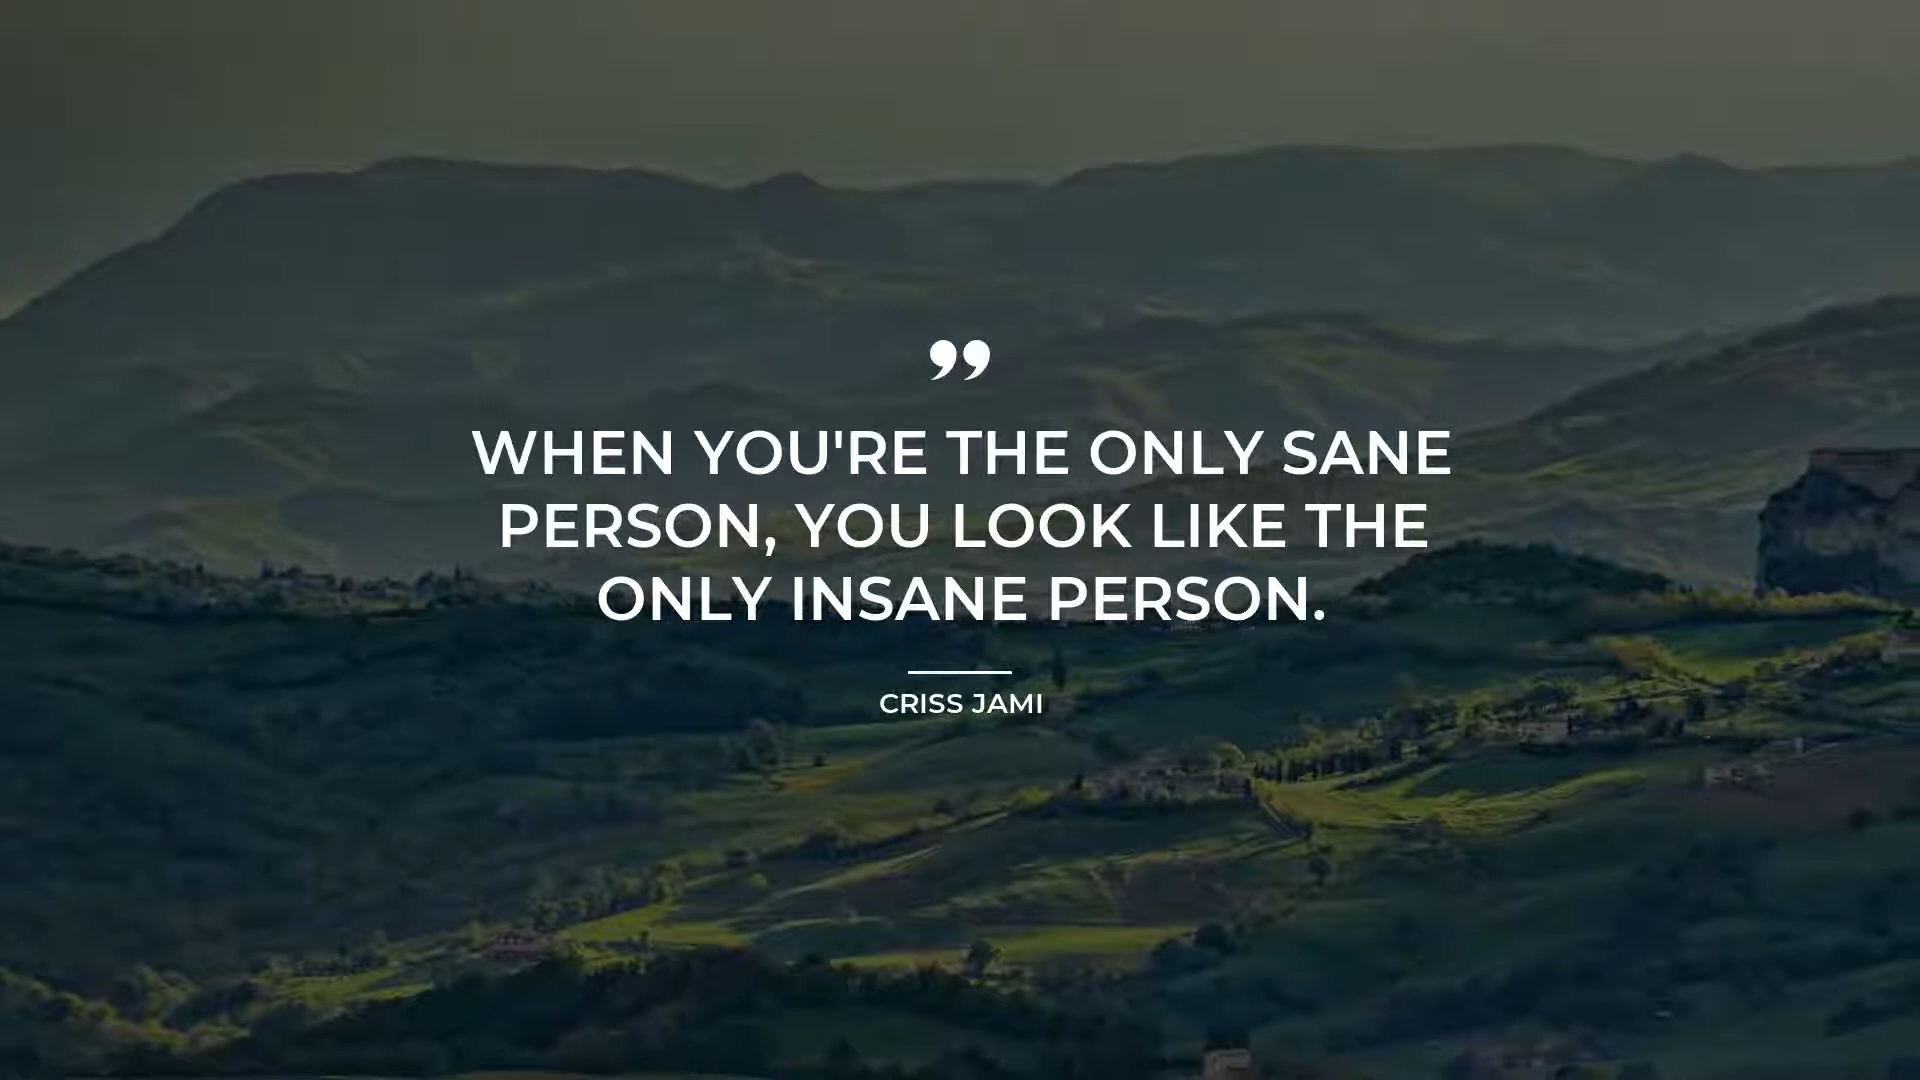 ”
WHEN YOU'RE THE ONLY SANE
PERSON, YOU LOOK LIKE THE
ONLY INSANE PERSON.
CRISS JAMI